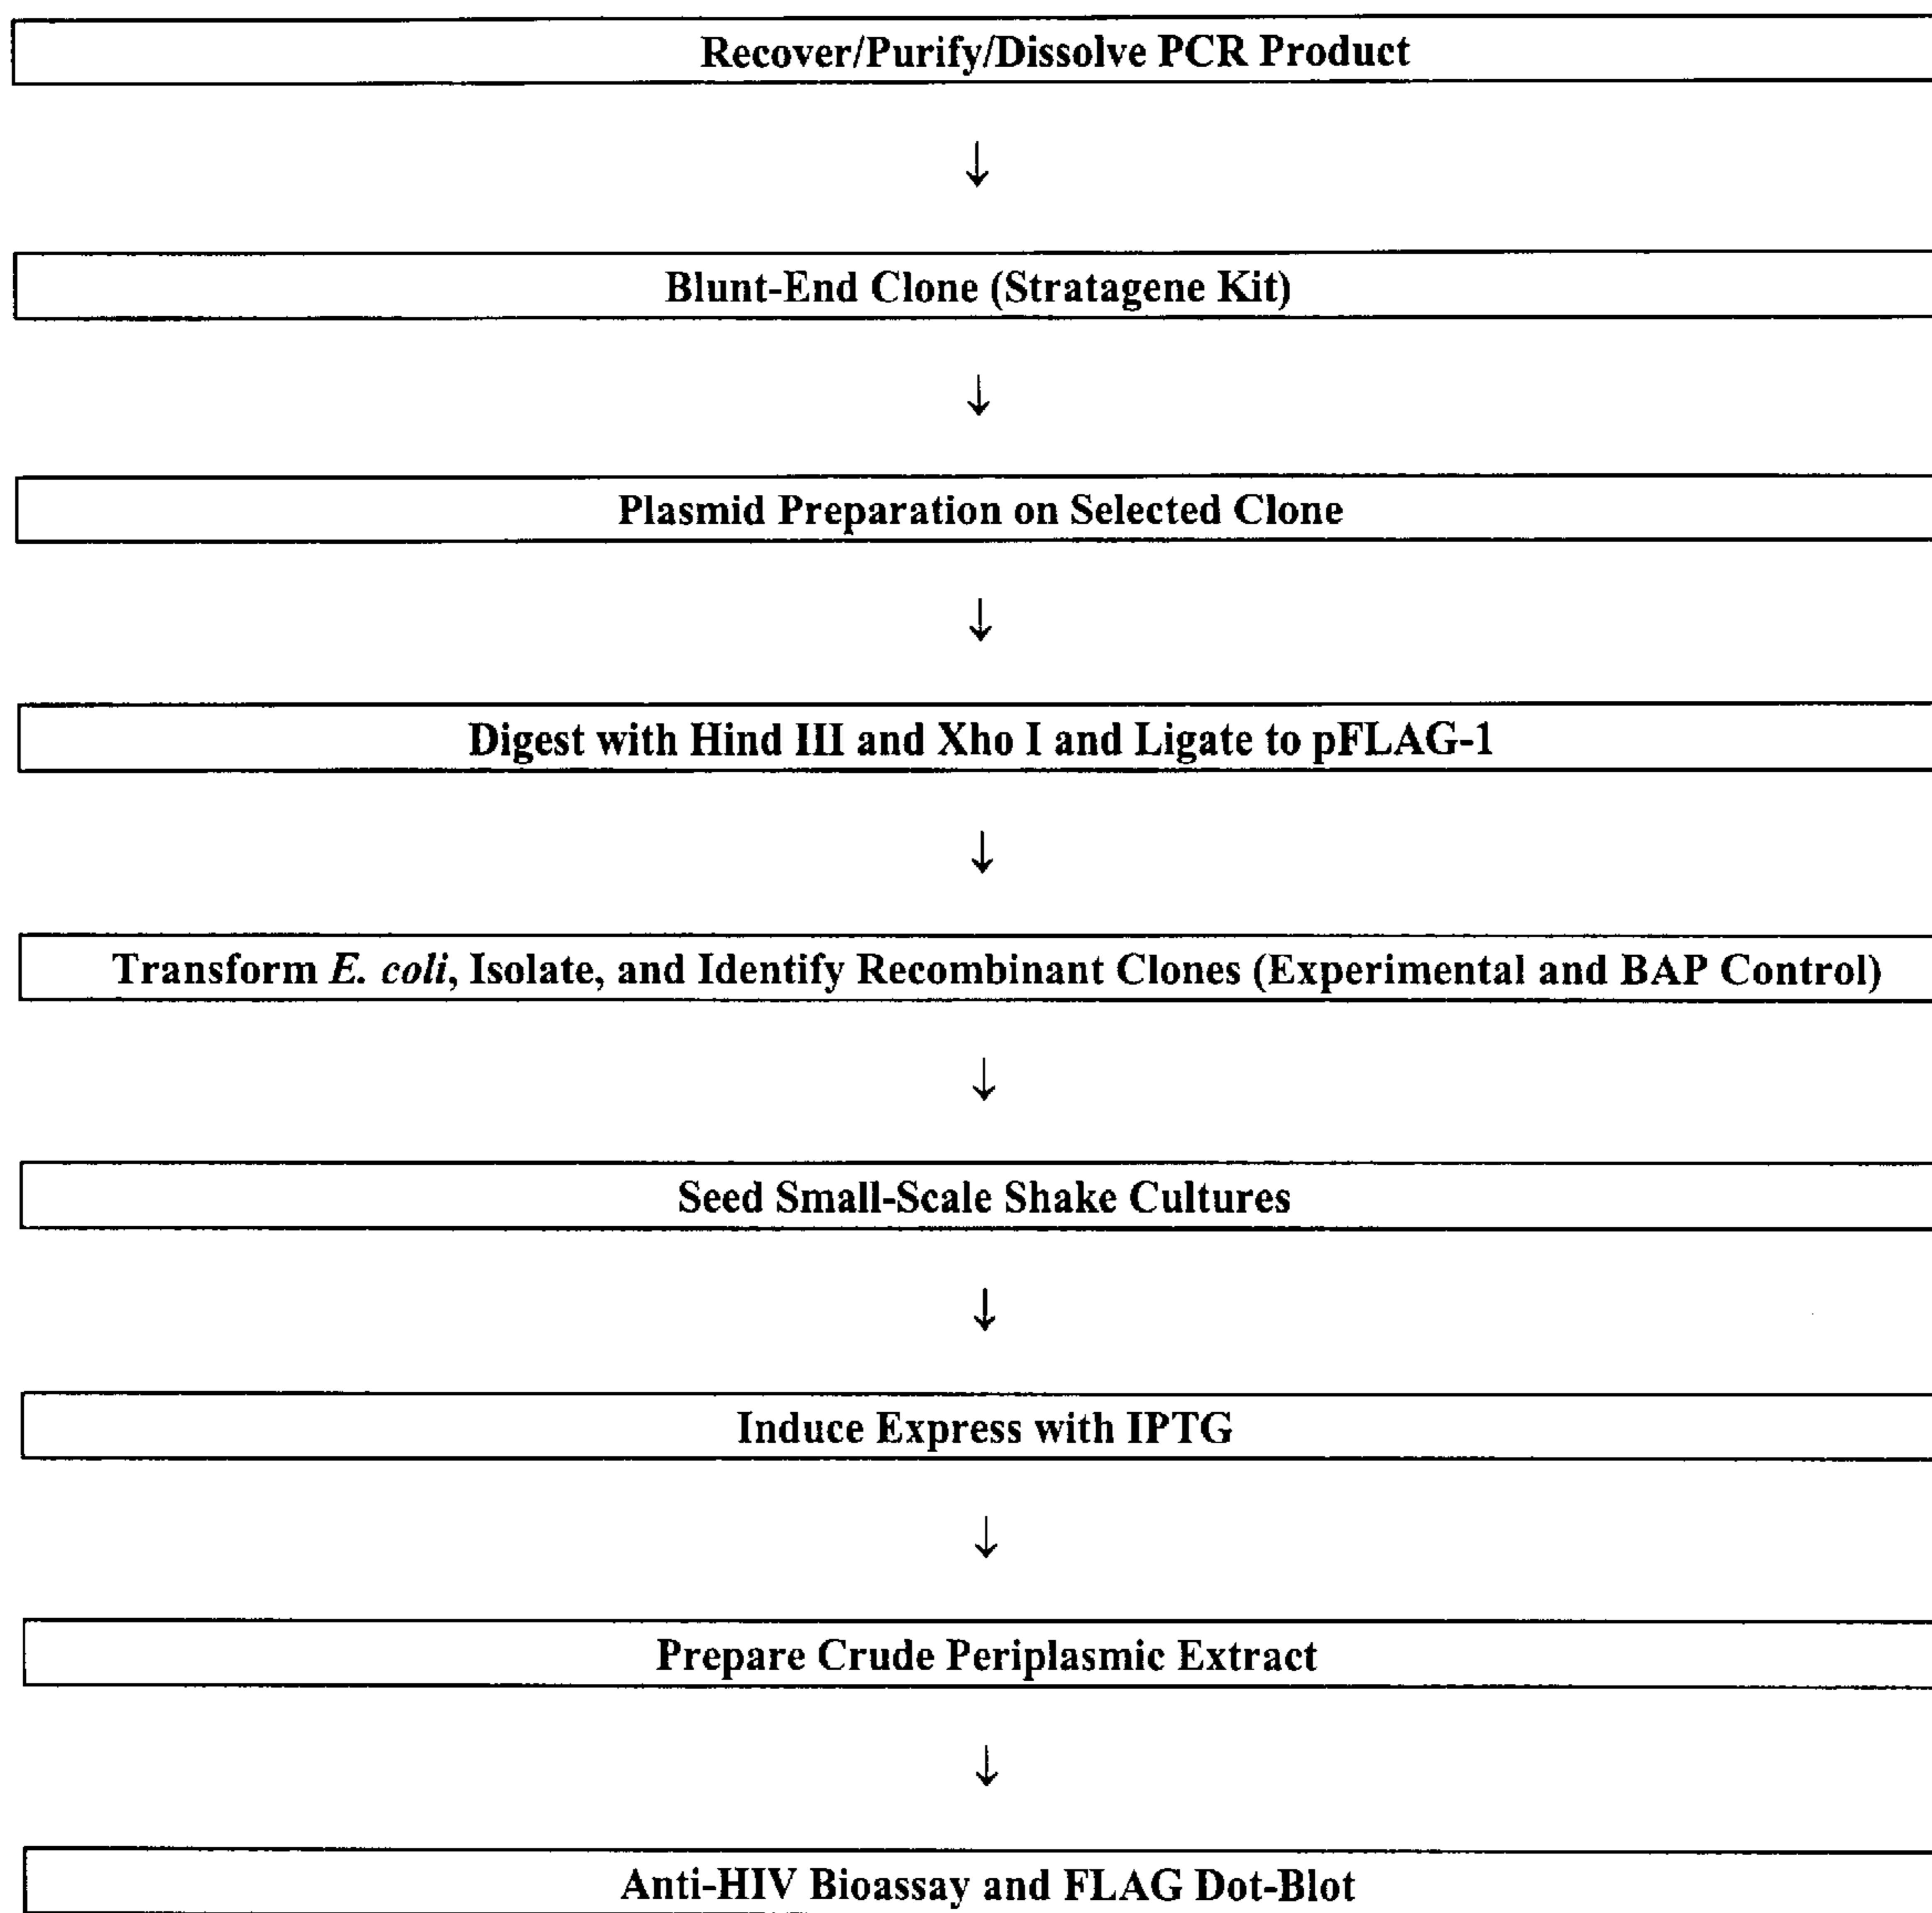 Recover/Purify/Dissolve PCR Product
↓
Blunt-End Clone (Stratagene Kit)
↓
Plasmid Preparation on Selected Clone
↓
Digest with Hind III and Xho I and Ligate to pFLAG-1
↓
Transform E. coli, Isolate, and Identify Recombinant Clones (Experimental and BAP Control)
↓
Seed Small-Scale Shake Cultures
↓
Induce Express with IPTG
↓
Prepare Crude Periplasmic Extract
↓
Anti-HIV Bioassay and FLAG Dot-Blot